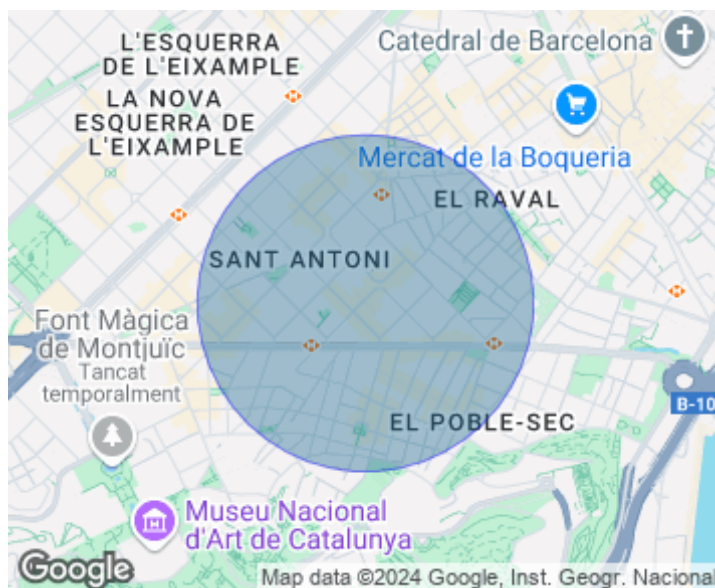 L'ESQUERRA
DE L'EIXAMPLE
Catedral de Barcelona
LA NOVA
ESQUERRA DE
L'EIXAMPLE
Mercat de la Boqueria
EL RAVAL
SANT ANTONI
Font Màgica
de Montjuïc
Tancat
temporalment
B-10
EL POBLE-SEC
Museu Nacional
d'Art de Catalunya
Google
Map data ©2024 Google, Inst. Geogr. Nacional